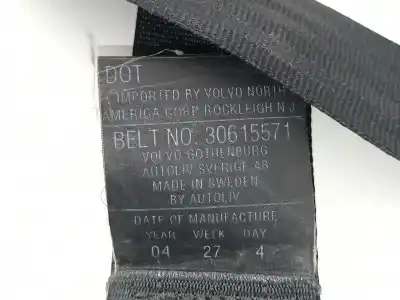 DOT
IMPORTED BY VOLVO NORTH
AMERICA CORP ROCKLEIGH N J
BELT NO: 30615571
VOLVO GOTHENBURG
AUTOLIV SVERIGE AB
MADE IN SWEDEN
BY AUTOLIV
DATE OF MANUFACTURE
YEAR WEEK DAY
04 27 4